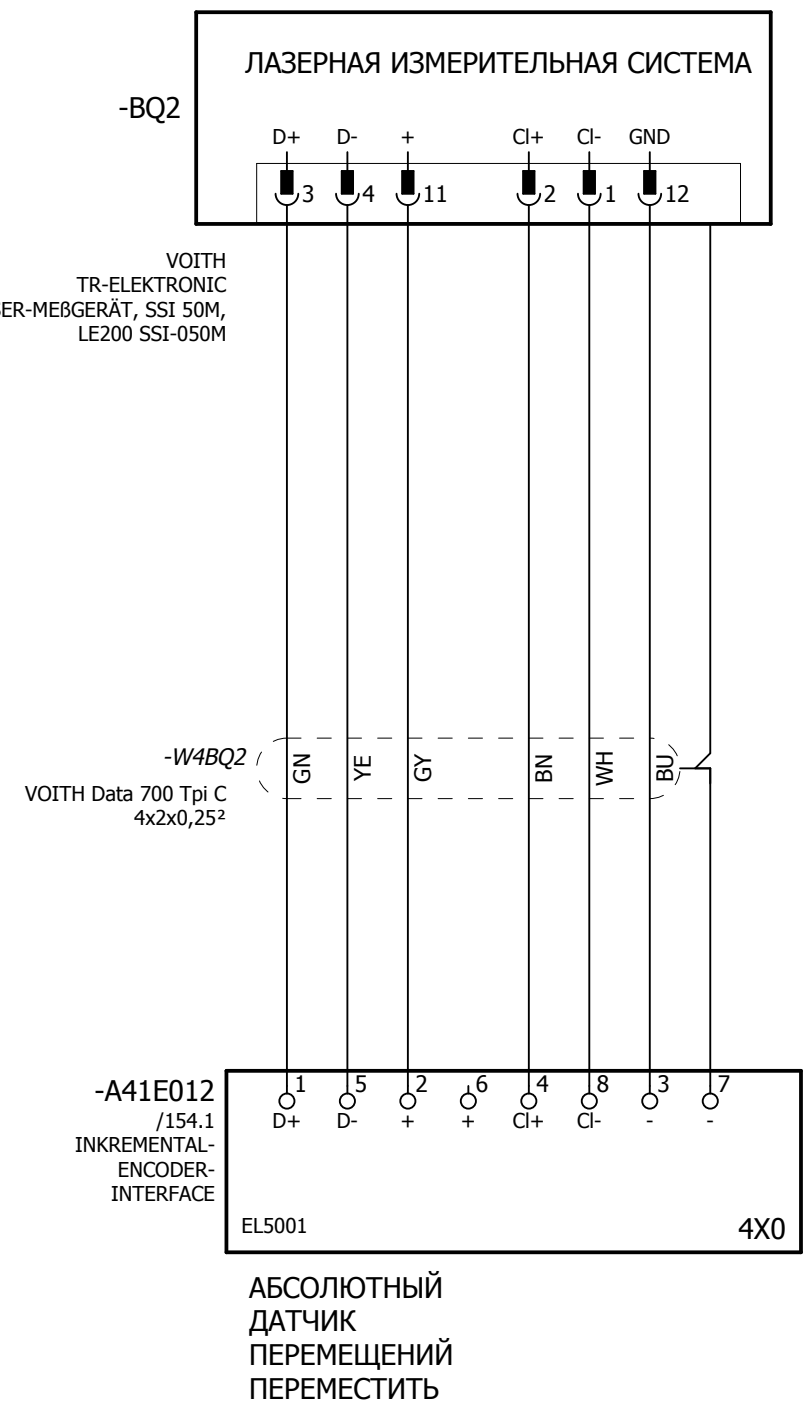 ЛАЗЕРНАЯ ИЗМЕРИТЕЛЬНАЯ СИСТЕМА
-BQ2
D+ D- + Cl+ Cl- GND
3 4 11 2 1 12
VOITH
TR-ELEKTRONIC
SER-MEßGERÄT, SSI 50M,
LE200 SSI-050M
-W4BQ2
GN YE GY BN WH BU
VOITH Data 700 Tpi C
4x2x0,25²
-A41E012
1 5 2 6 4 8 3 7
/154.1
D+ D- + + Cl+ Cl- - -
INKREMENTAL-
ENCODER-
INTERFACE
EL5001 4X0
АБСОЛЮТНЫЙ
ДАТЧИК
ПЕРЕМЕЩЕНИЙ
ПЕРЕМЕСТИТЬ